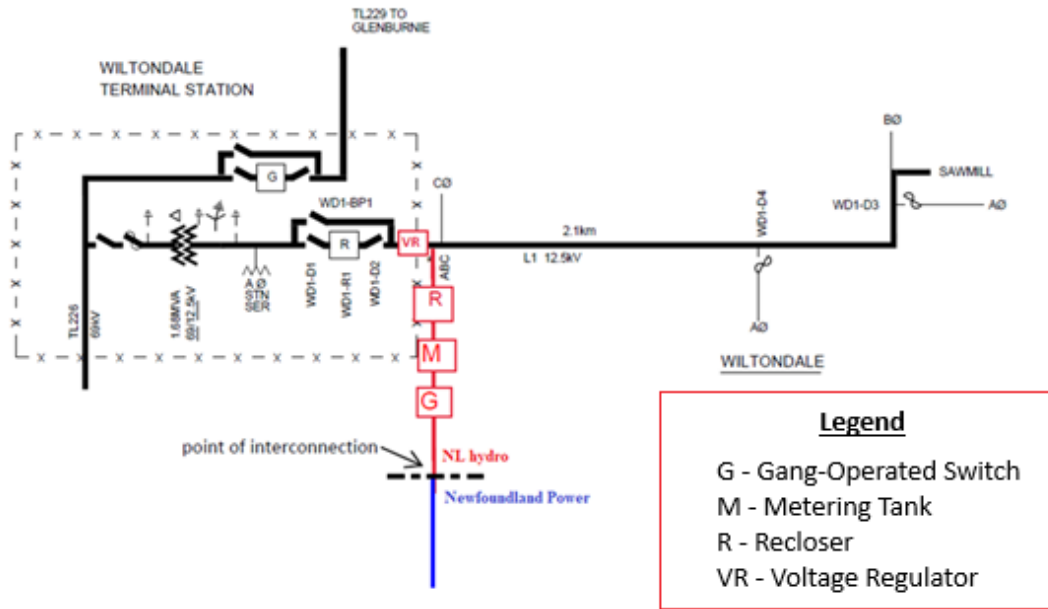 TL229 TO
GLENBURNIE
WILTONDALE
TERMINAL STATION
G
WD1-BP1
CØ
BØ
SAWMILL
WD1-D3
AØ
WD1-D4
2.1km
L1 12.5kV
VR
ABC
R
AØ
STN
SER
WD1-D1
WD1-R1
WD1-D2
1.68MVA
69/12.5kV
TL226
69kV
R
M
G
AØ
WILTONDALE
point of interconnection
NL hydro
Newfoundland Power
Legend
G - Gang-Operated Switch
M - Metering Tank
R - Recloser
VR - Voltage Regulator